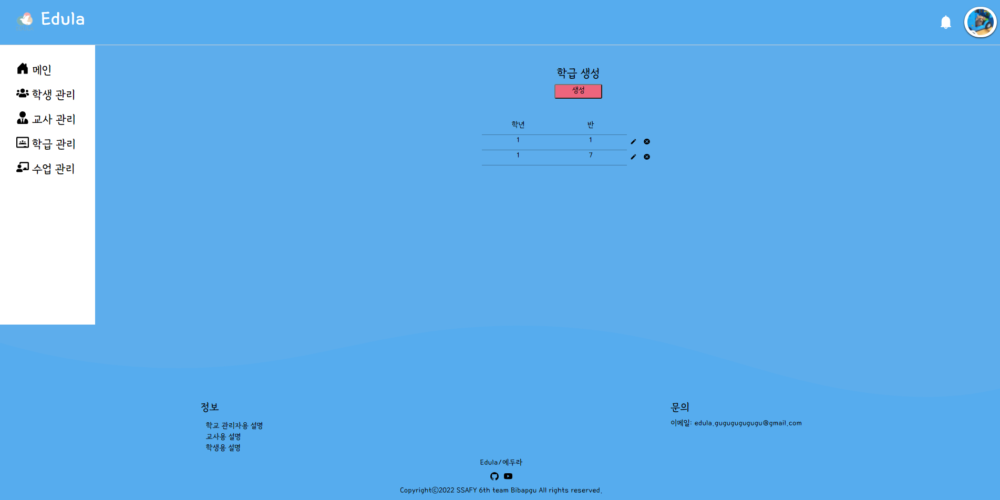 Edula
메인
학생 관리
교사 관리
학급 관리
수업 관리
학급 생성
생성
학년 반
1 1
1 7
정보
학교 관리자용 설명
교사용 설명
학생용 설명
문의
이메일: edula.gugugugugugu@gmail.com
Edula/에두라
Copyrightⓒ2022 SSAFY 6th team Bibapgu All rights reserved.